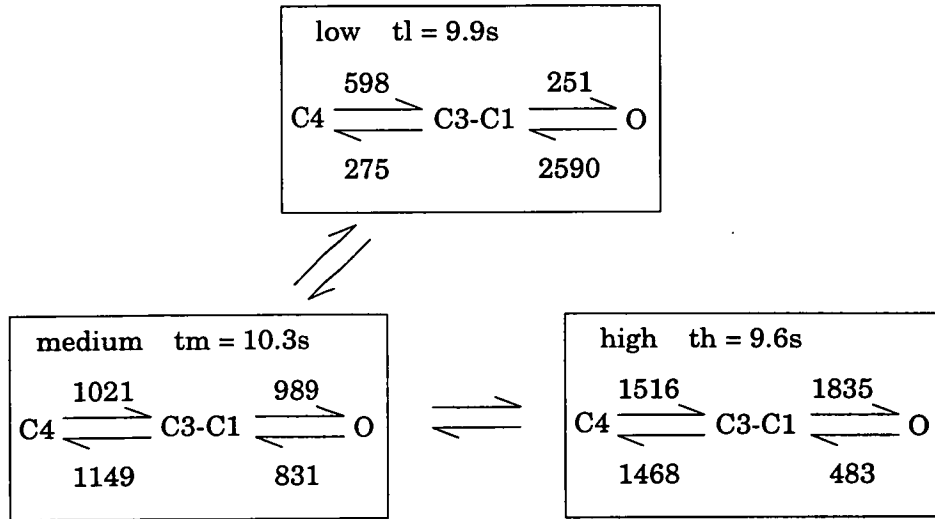 low tl = 9.9s
598 251
C4 C3-C1 O
275 2590
medium tm = 10.3s
1021 989
C4 C3-C1 O
1149 831
high th = 9.6s
1516 1835
C4 C3-C1 O
1468 483